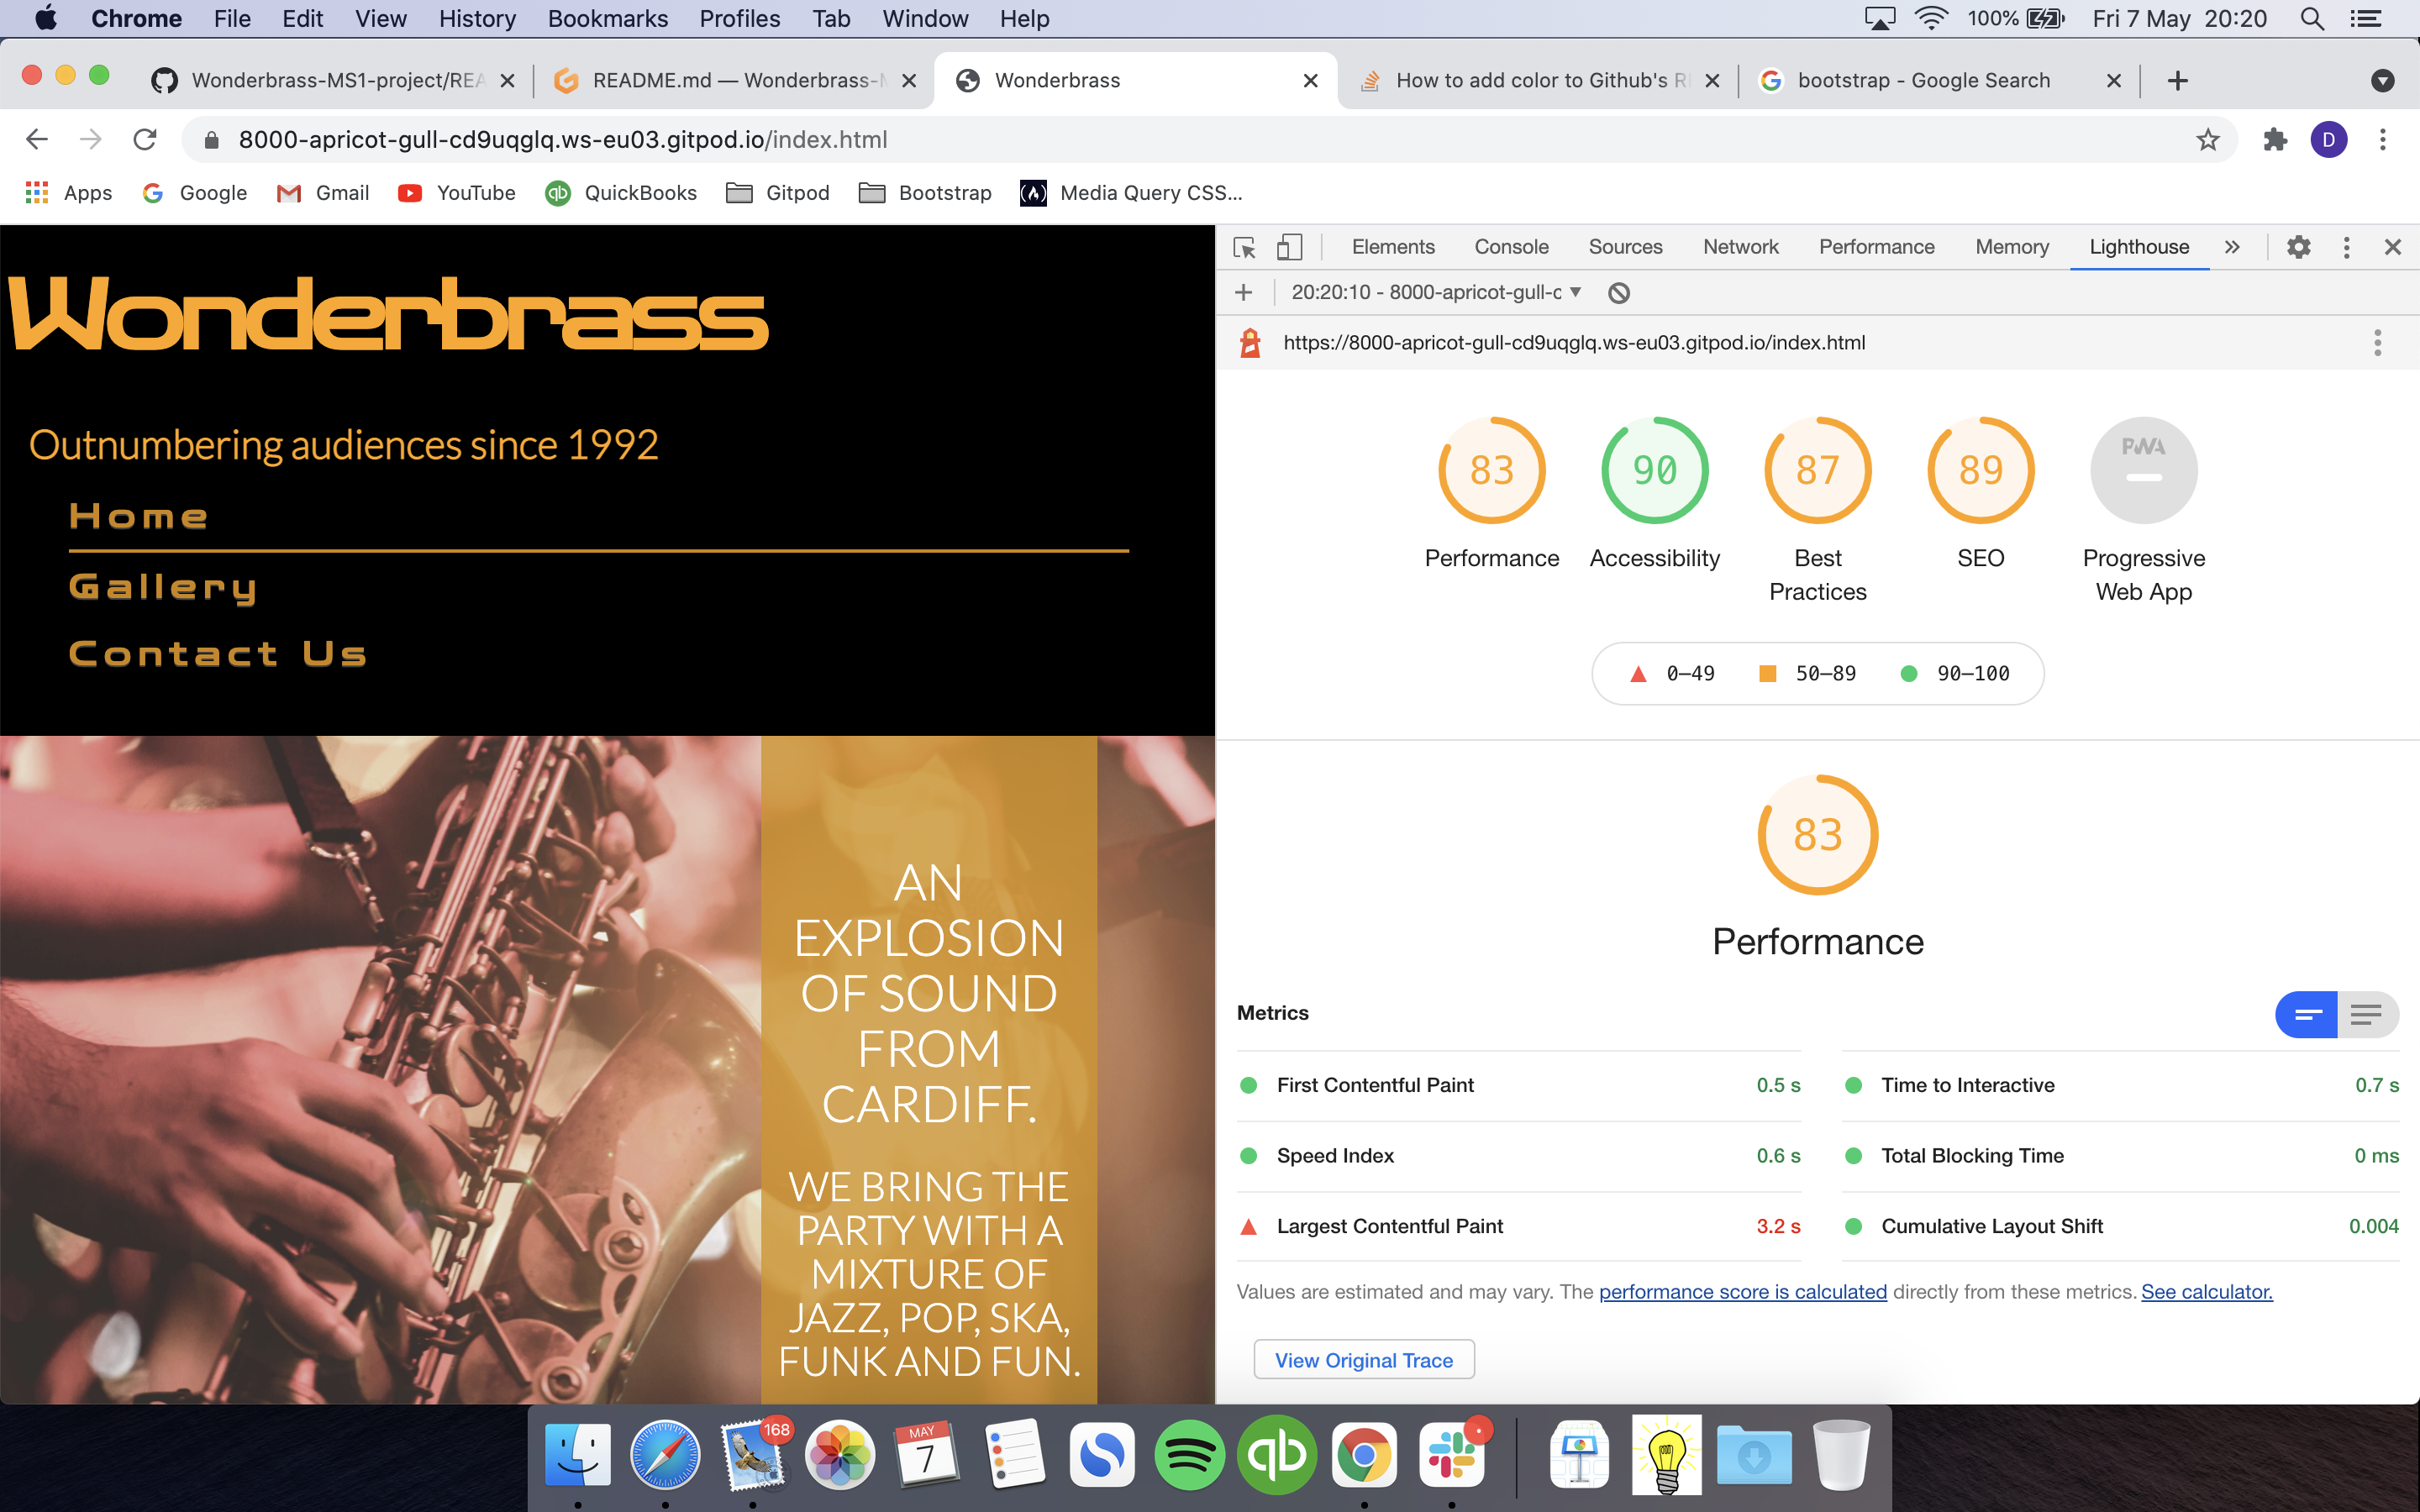 Chrome File Edit View History Bookmarks Profiles Tab Window Help 100% Fri 7 May 20:20
Wonderbrass-MS1-project/REA README.md — Wonderbrass-M Wonderbrass How to add color to Github's R bootstrap - Google Search
8000-apricot-gull-cd9uqglq.ws-eu03.gitpod.io/index.html D
Apps Google Gmail YouTube QuickBooks Gitpod Bootstrap Media Query CSS...
Wonderbrass
Outnumbering audiences since 1992
Home
Gallery
Contact Us
AN
EXPLOSION
OF SOUND
FROM
CARDIFF.
WE BRING THE
PARTY WITH A
MIXTURE OF
JAZZ, POP, SKA,
FUNK AND FUN.
Elements Console Sources Network Performance Memory Lighthouse
20:20:10 - 8000-apricot-gull-c
https://8000-apricot-gull-cd9uqglq.ws-eu03.gitpod.io/index.html
83 90 87 89 PWA
Performance Accessibility Best Practices SEO Progressive Web App
0–49 50–89 90–100
83
Performance
Metrics
First Contentful Paint 0.5 s Time to Interactive 0.7 s
Speed Index 0.6 s Total Blocking Time 0 ms
Largest Contentful Paint 3.2 s Cumulative Layout Shift 0.004
Values are estimated and may vary. The performance score is calculated directly from these metrics. See calculator.
View Original Trace
168 MAY 7 qb